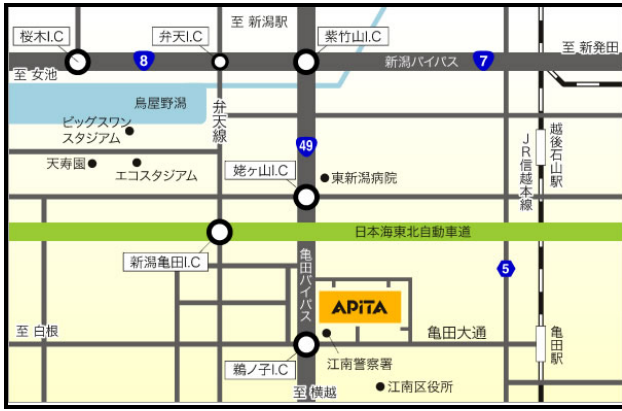 至 新潟駅
桜木I.C
弁天I.C
紫竹山I.C
至 新発田
8
新潟バイパス
7
至 女池
鳥屋野潟
弁天線
ビッグスワン
スタジアム
49
天寿園
エコスタジアム
姥ヶ山I.C
東新潟病院
JR信越本線
越後石山駅
日本海東北自動車道
新潟亀田I.C
亀田バイパス
5
APiTA
至 白根
亀田大通
亀田駅
江南警察署
鵜ノ子I.C
江南区役所
至 横越